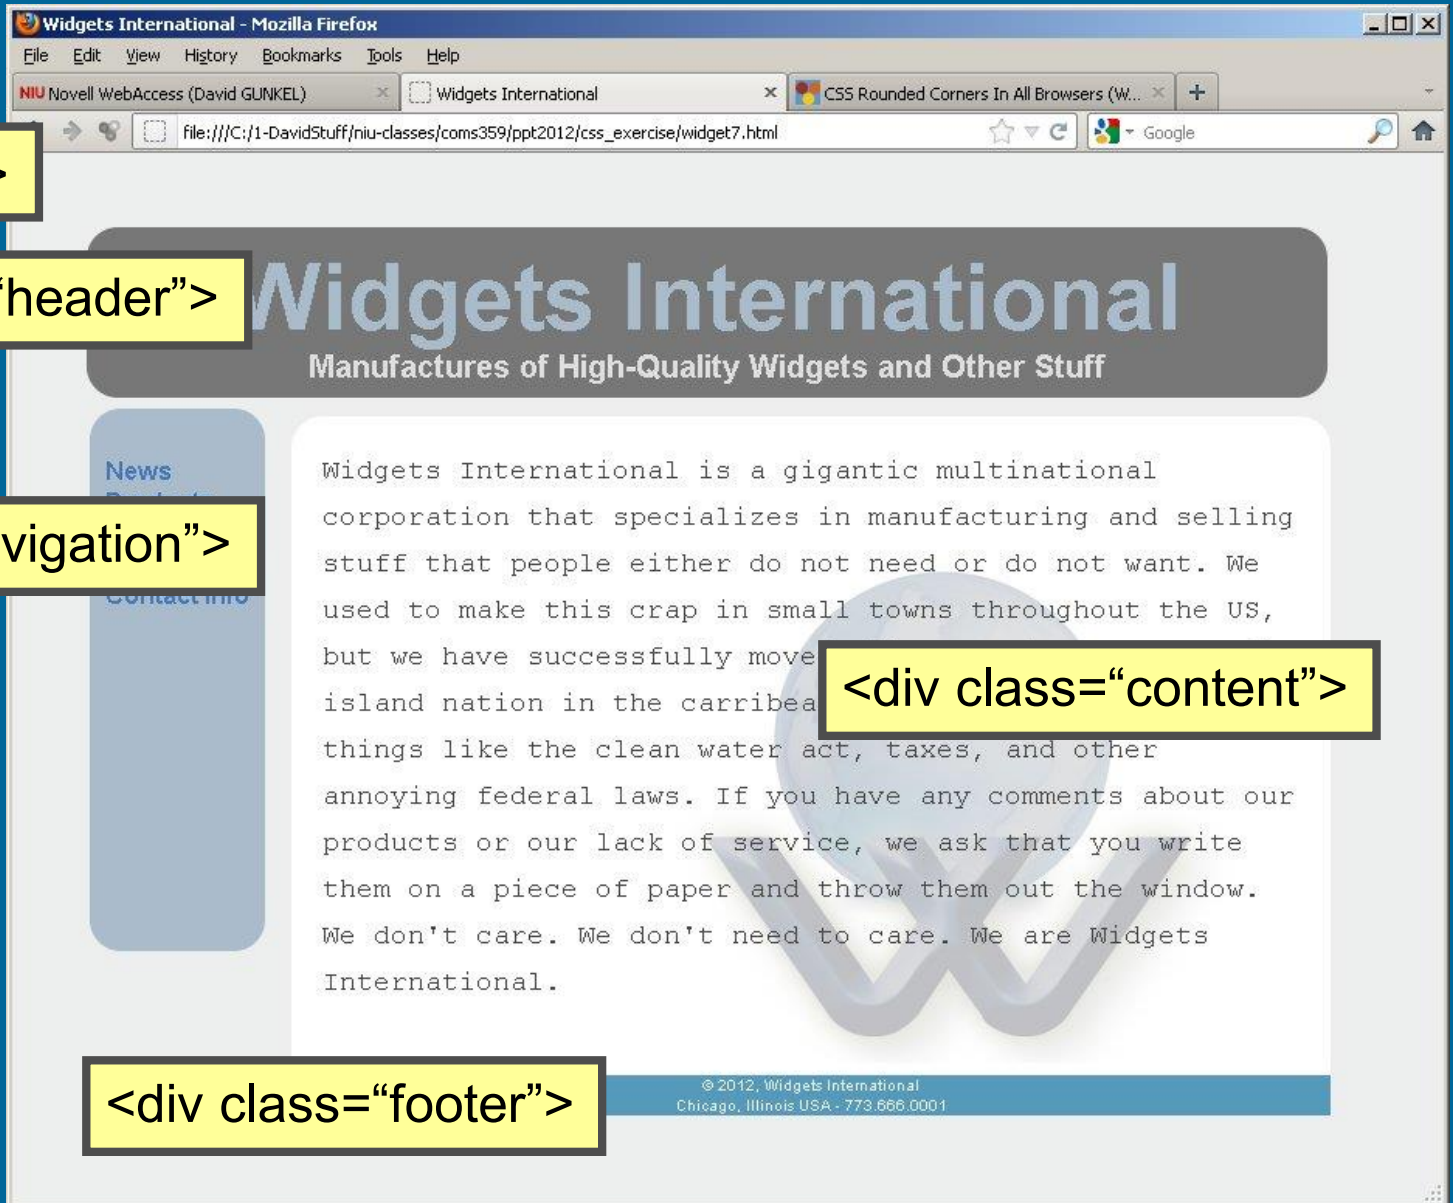 Widgets International - Mozilla Firefox
File Edit View History Bookmarks Tools Help
NIU Novell WebAccess (David GUNKEL) Widgets International CSS Rounded Corners In All Browsers (W...
file:///C:/1-DavidStuff/niu-classes/coms359/ppt2012/css_exercise/widget7.html Google
>
“header”>
Widgets International
Manufactures of High-Quality Widgets and Other Stuff
News
vigation”>
Contact Info
Widgets International is a gigantic multinational
corporation that specializes in manufacturing and selling
stuff that people either do not need or do not want. We
used to make this crap in small towns throughout the US,
but we have successfully move
island nation in the carribea
things like the clean water act, taxes, and other
annoying federal laws. If you have any comments about our
products or our lack of service, we ask that you write
them on a piece of paper and throw them out the window.
We don't care. We don't need to care. We are Widgets
International.
<div class=“content”>
<div class=“footer”>
© 2012, Widgets International
Chicago, Illinois USA - 773.666.0001